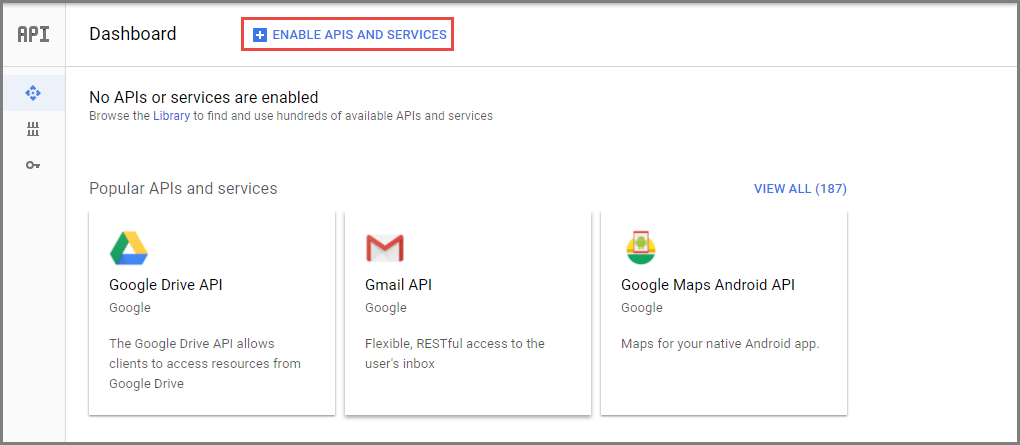 API
Dashboard
ENABLE APIS AND SERVICES
No APIs or services are enabled
Browse the Library to find and use hundreds of available APIs and services
Popular APIs and services
VIEW ALL (187)
Google Drive API
Google
The Google Drive API allows
clients to access resources from
Google Drive
Gmail API
Google
Flexible, RESTful access to the
user's inbox
Google Maps Android API
Google
Maps for your native Android app.